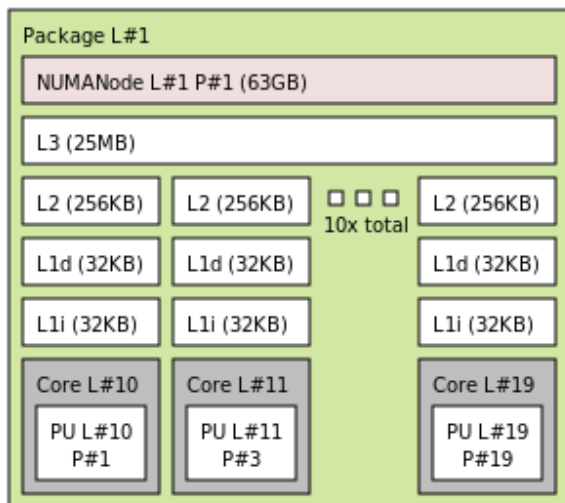 Package L#1
NUMANode L#1 P#1 (63GB)
L3 (25MB)
L2 (256KB) L2 (256KB) L2 (256KB)
10x total
L1d (32KB) L1d (32KB) L1d (32KB)
L1i (32KB) L1i (32KB) L1i (32KB)
Core L#10 Core L#11 Core L#19
PU L#10 PU L#11 PU L#19
P#1 P#3 P#19